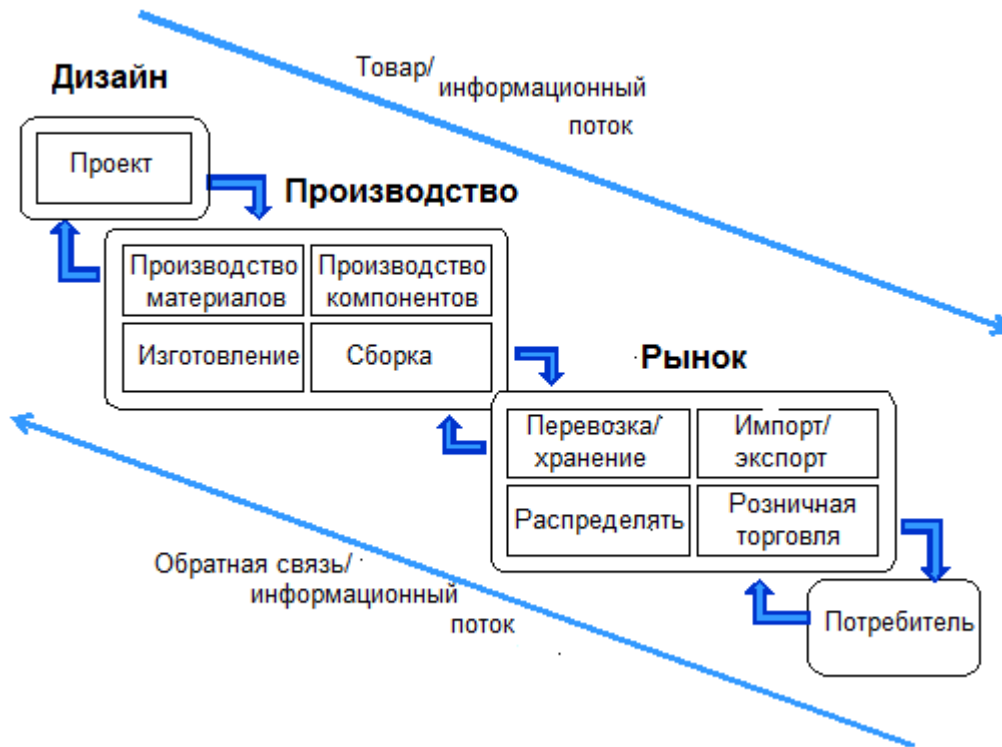 Товар/
информационный
поток
Дизайн
Проект
Производство
Производство
материалов
Производство
компонентов
Изготовление
Сборка
Рынок
Перевозка/
хранение
Импорт/
экспорт
Распределять
Розничная
торговля
Обратная связь/
информационный
поток
Потребитель